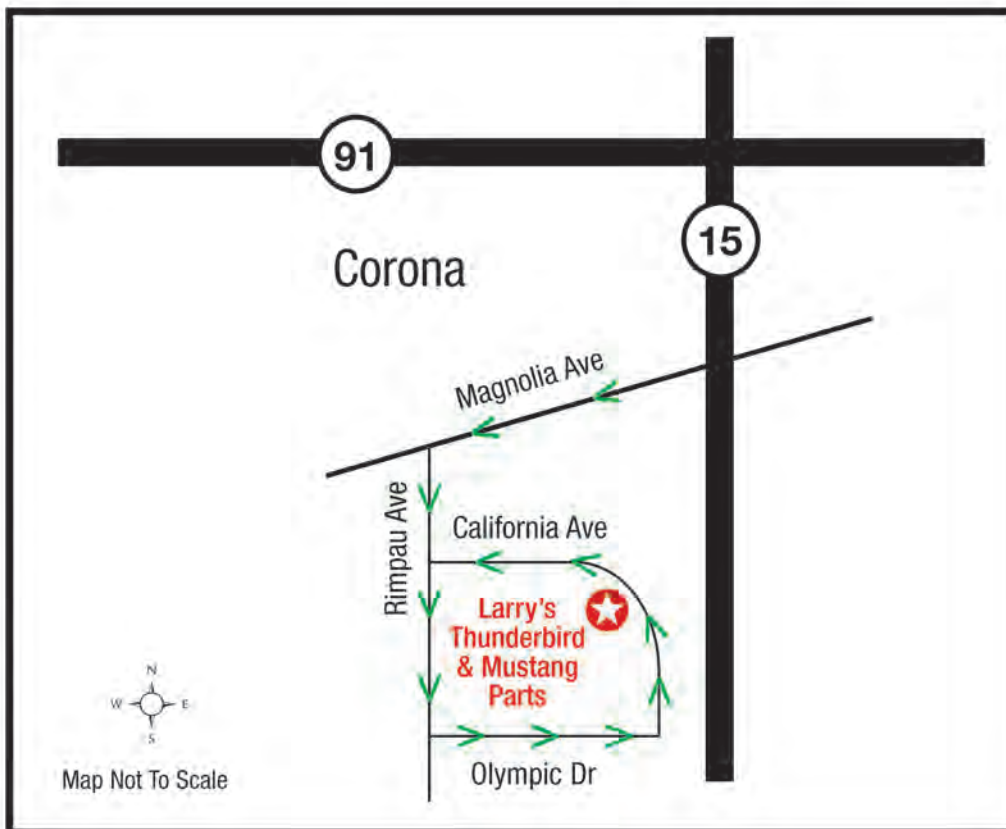 91
15
Corona
Magnolia Ave
Rimpau Ave
California Ave
Larry's
Thunderbird
& Mustang
Parts
N
W E
S
Map Not To Scale
Olympic Dr